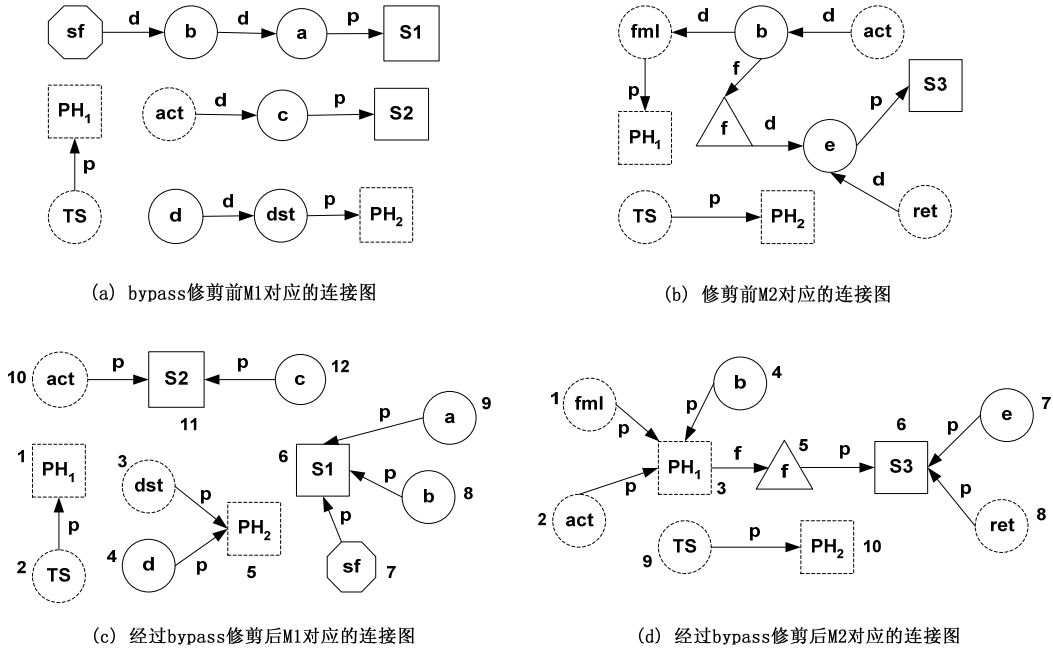 sf d b d a p S1
PH1 act d c p S2
p
TS d d dst p PH2
(a) bypass修剪前M1对应的连接图
fml d b d act
p f p S3
PH1 f d e
d
TS p PH2 ret
(b) 修剪前M2对应的连接图
10 act p S2 p c 12
11
p a 9
1 PH1 3 dst 6 S1 p b 8
p p PH2 p
2 TS 4 d p 5 sf 7
(c) 经过bypass修剪后M1对应的连接图
1 fml p b 4 e 7
p 5 6 p
PH1 f f p S3
2 act p 3 p ret 8
9 TS p PH2 10
(d) 经过bypass修剪后M2对应的连接图